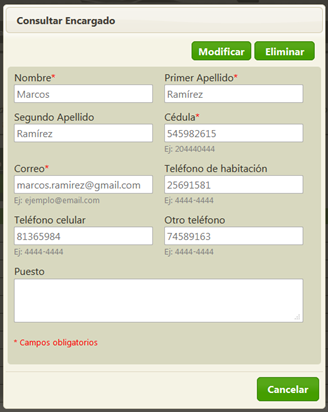 Consultar Encargado
Modificar Eliminar
Nombre* Primer Apellido*
Marcos Ramírez
Segundo Apellido Cédula*
Ramírez 545982615
Ej: 204440444
Correo* Teléfono de habitación
marcos.ramirez@gmail.com 25691581
Ej: ejemplo@email.com Ej: 4444-4444
Teléfono celular Otro teléfono
81365984 74589163
Ej: 4444-4444 Ej: 4444-4444
Puesto
* Campos obligatorios
Cancelar